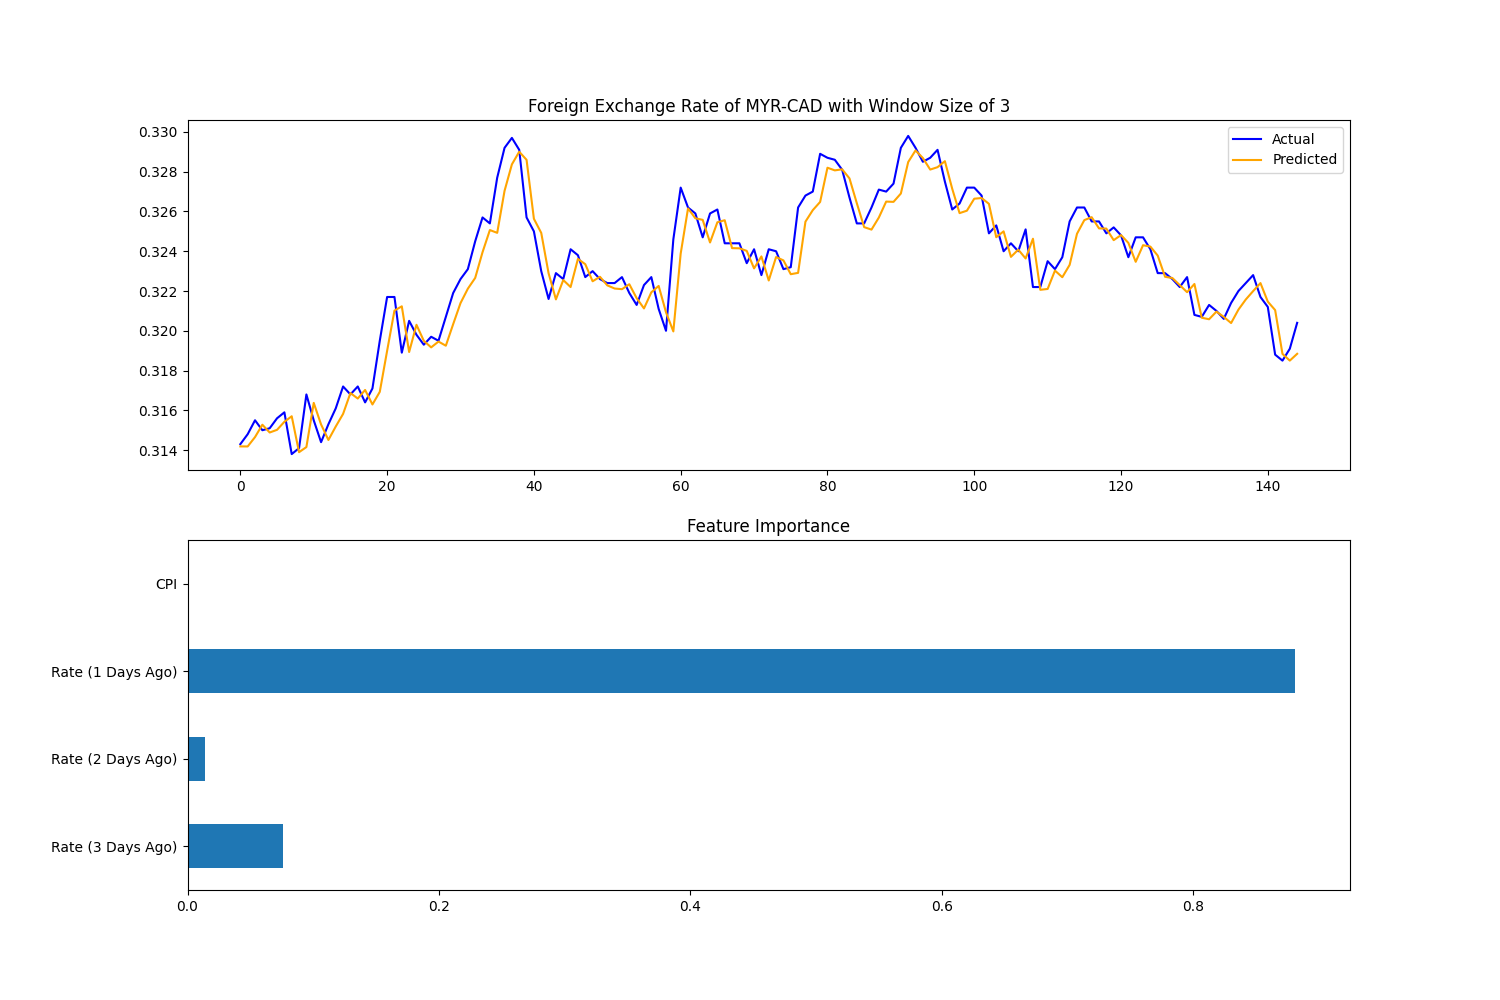 Foreign Exchange Rate of MYR-CAD with Window Size of 3
0.330
0.328
0.326
0.324
0.322
0.320
0.318
0.316
0.314
Actual
Predicted
0 20 40 60 80 100 120 140
Feature Importance
CPI
Rate (1 Days Ago)
Rate (2 Days Ago)
Rate (3 Days Ago)
0.0 0.2 0.4 0.6 0.8